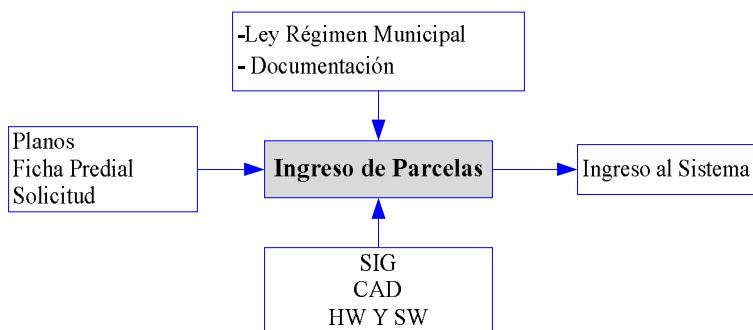 -Ley Régimen Municipal
- Documentación
Planos
Ficha Predial
Solicitud
Ingreso de Parcelas
Ingreso al Sistema
SIG
CAD
HW Y SW